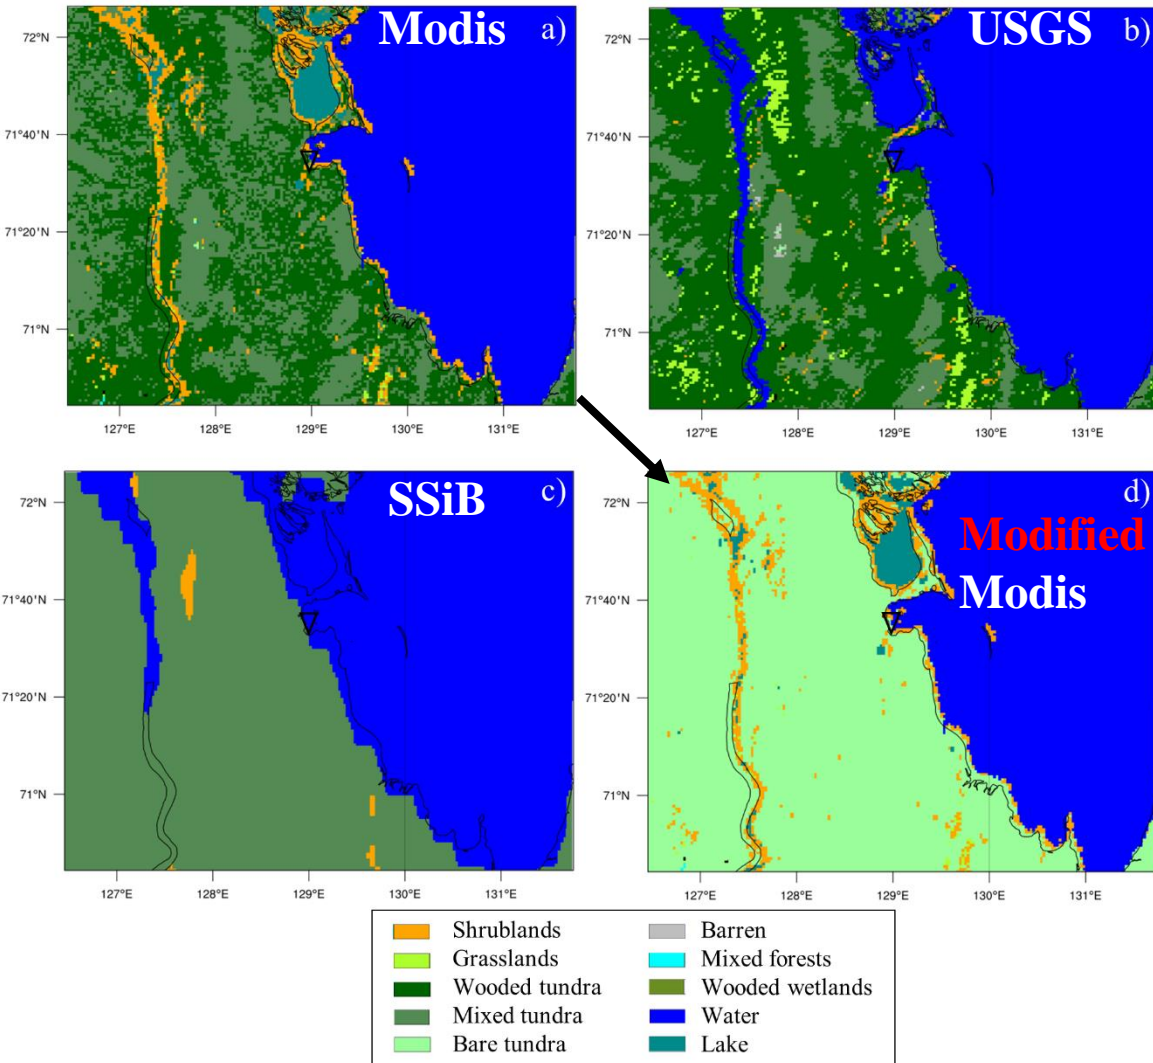 Modis
a)
72°N
71°40'N
71°20'N
71°N
127°E
128°E
129°E
130°E
131°E
USGS
b)
72°N
71°40'N
71°20'N
71°N
127°E
128°E
129°E
130°E
131°E
SSiB
c)
72°N
71°40'N
71°20'N
71°N
127°E
128°E
129°E
130°E
131°E
d)
Modified
Modis
72°N
71°40'N
71°20'N
71°N
127°E
128°E
129°E
130°E
131°E
Shrublands
Grasslands
Wooded tundra
Mixed tundra
Bare tundra
Barren
Mixed forests
Wooded wetlands
Water
Lake